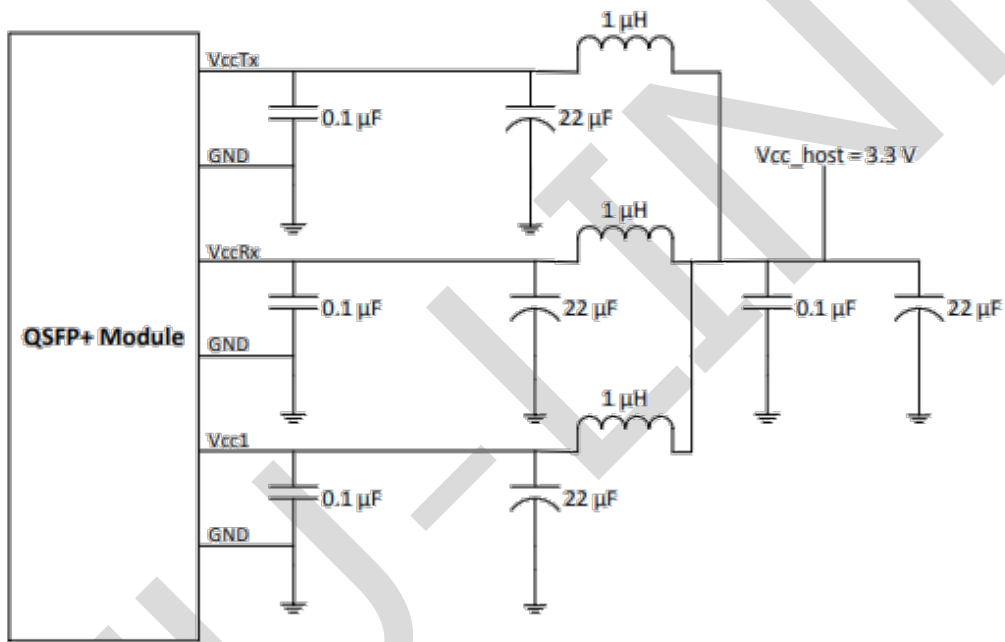 1 µH
VccTx
0.1 µF
22 µF
GND
Vcc_host = 3.3 V
1 µH
VccRx
0.1 µF
22 µF
0.1 µF
22 µF
QSFP+ Module
GND
1 µH
Vcc1
0.1 µF
22 µF
GND